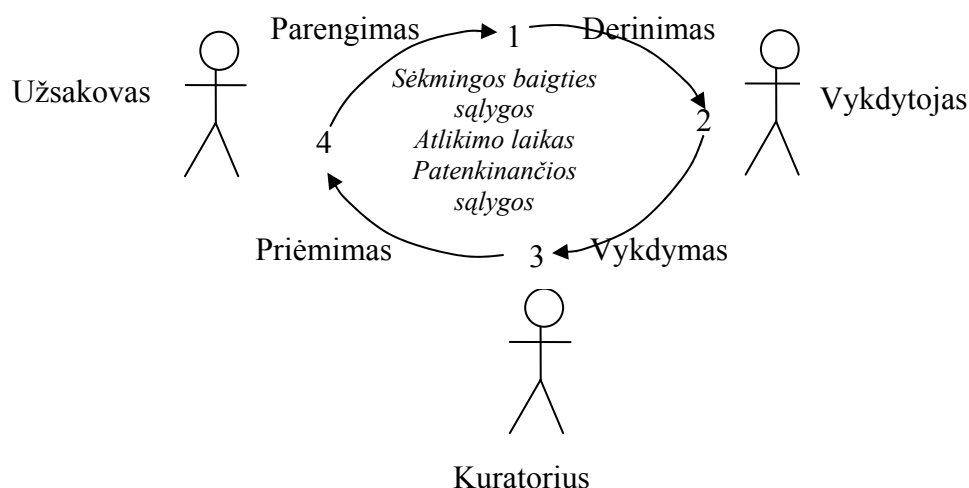 Parengimas 1 Derinimas
Užsakovas
Sėkmingos baigties
sąlygos
Atlikimo laikas
Patenkinančios
sąlygos
Vykdytojas
4
2
Priėmimas 3 Vykdymas
Kuratorius